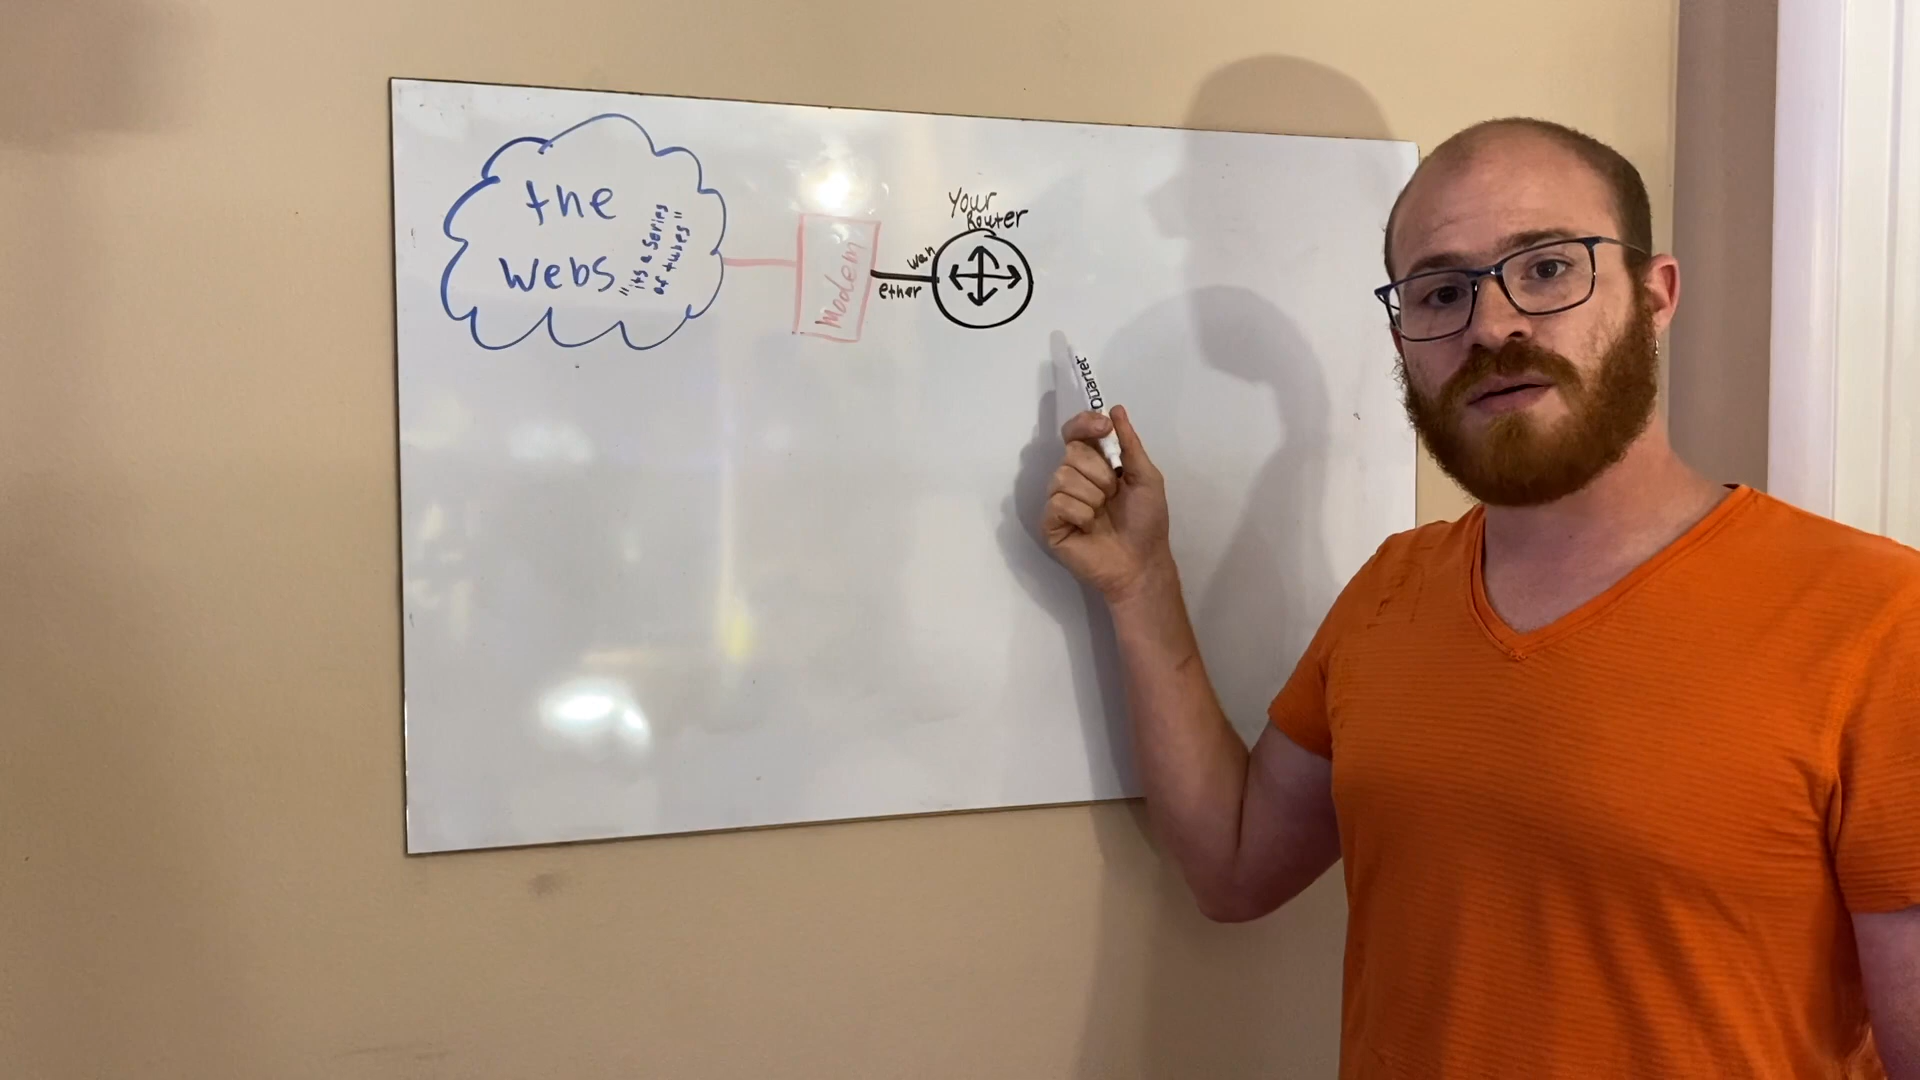 the
webs
"its a series
of tubes"
Modem
wan
ether
Your
Router
Quartet